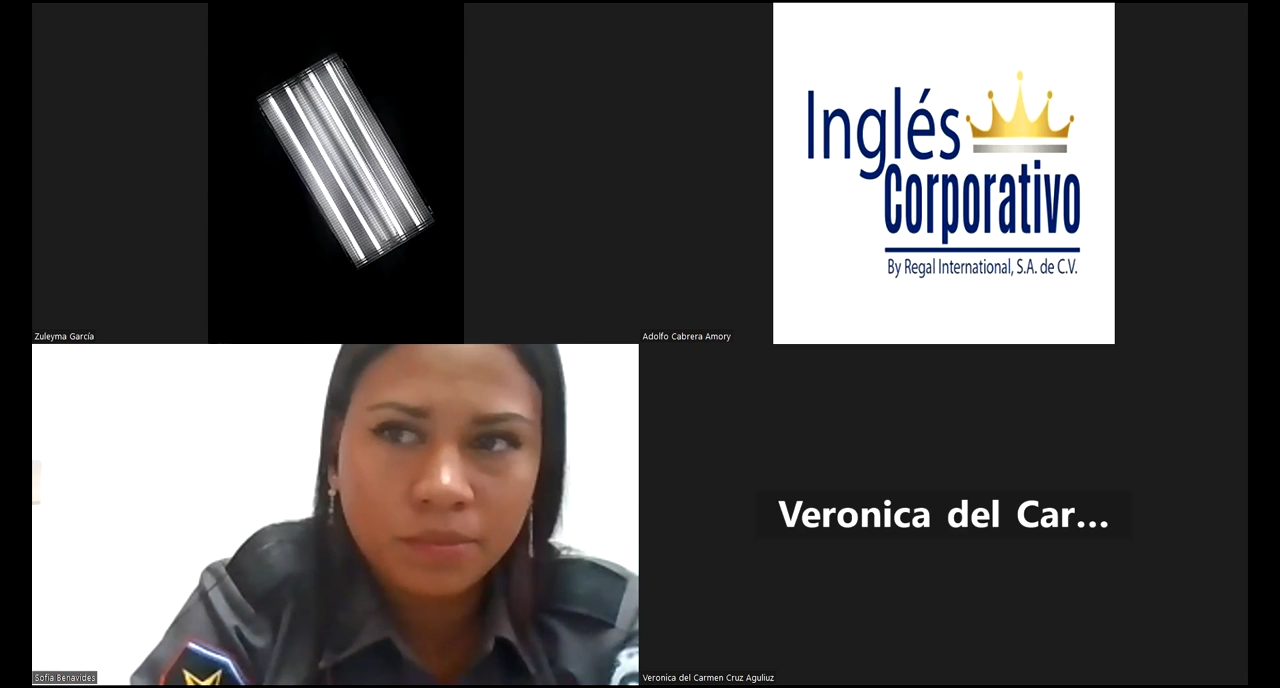 Zuleyma García
Inglés
Corporativo
By Regal International, S.A. de C.V.
Adolfo Cabrera Amory
Sofia Benavides
Veronica del Car...
Veronica del Carmen Cruz Aguliuz